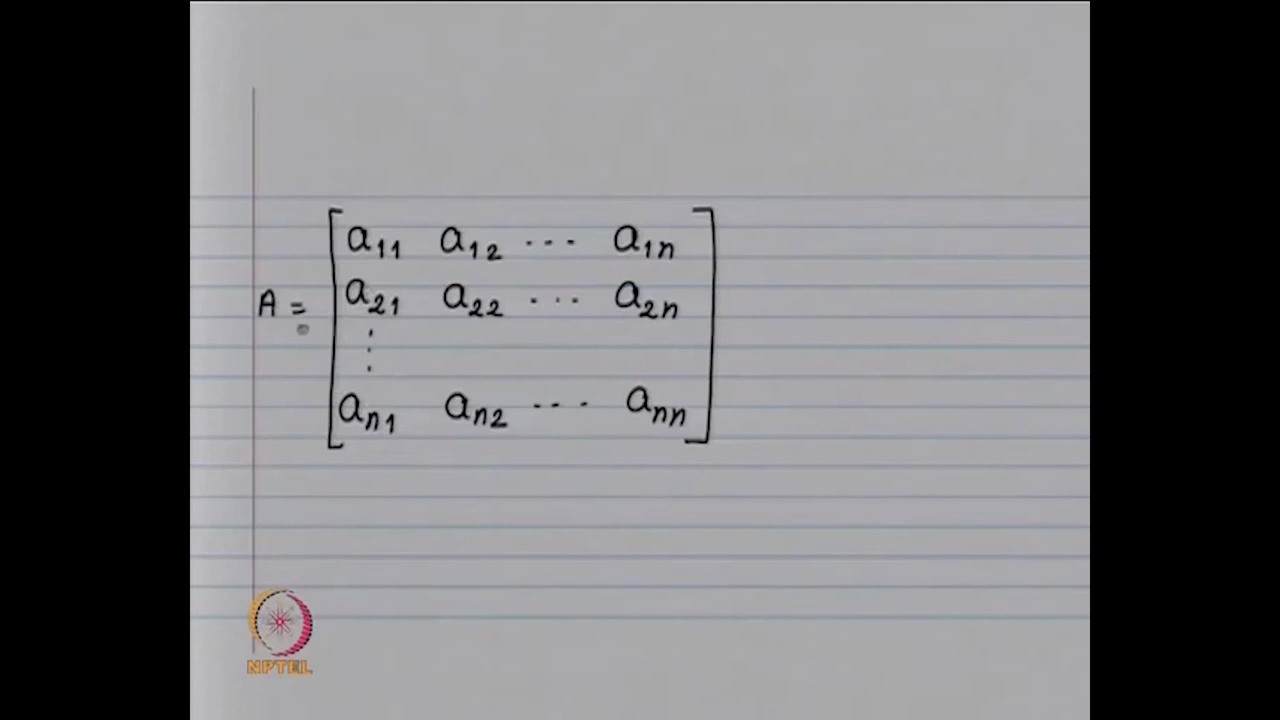 a11 a12 ... a1n
A = a21 a22 ... a2n
⋮
an1 an2 ... ann
NPTEL